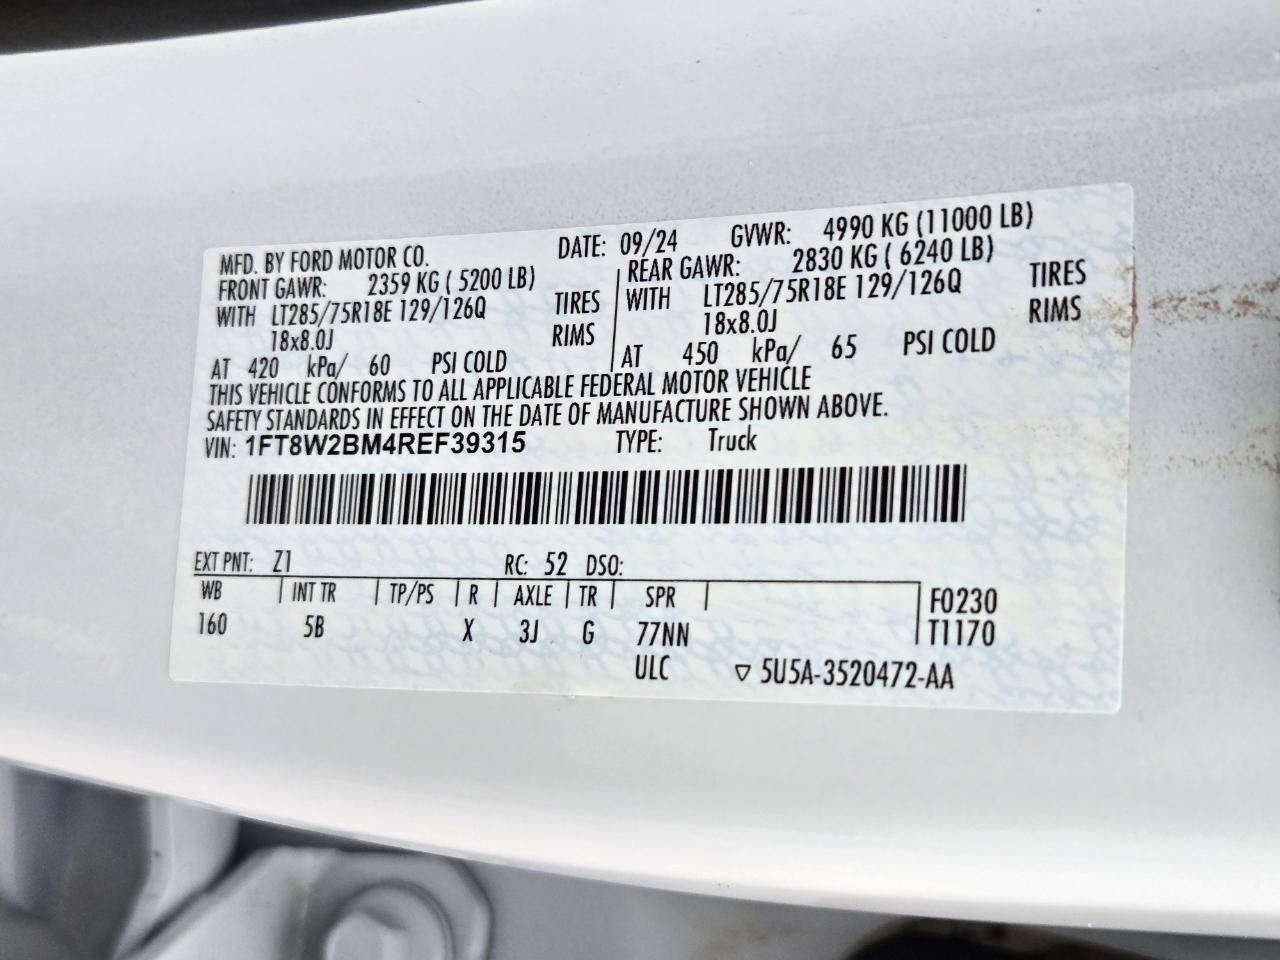 MFD. BY FORD MOTOR CO. DATE: 09/24 GVWR: 4990 KG (11000 LB)
FRONT GAWR: 2359 KG ( 5200 LB) REAR GAWR: 2830 KG ( 6240 LB)
WITH LT285/75R18E 129/126Q TIRES WITH LT285/75R18E 129/126Q TIRES
18x8.0J RIMS 18x8.0J RIMS
AT 420 kPa/ 60 PSI COLD AT 450 kPa/ 65 PSI COLD
THIS VEHICLE CONFORMS TO ALL APPLICABLE FEDERAL MOTOR VEHICLE
SAFETY STANDARDS IN EFFECT ON THE DATE OF MANUFACTURE SHOWN ABOVE.
VIN: 1FT8W2BM4REF39315 TYPE: Truck
EXT PNT: Z1 RC: 52 DSO:
WB INT TR TP/PS R AXLE TR SPR F0230
160 5B X 3J G 77NN T1170
ULC ▽ 5U5A-3520472-AA